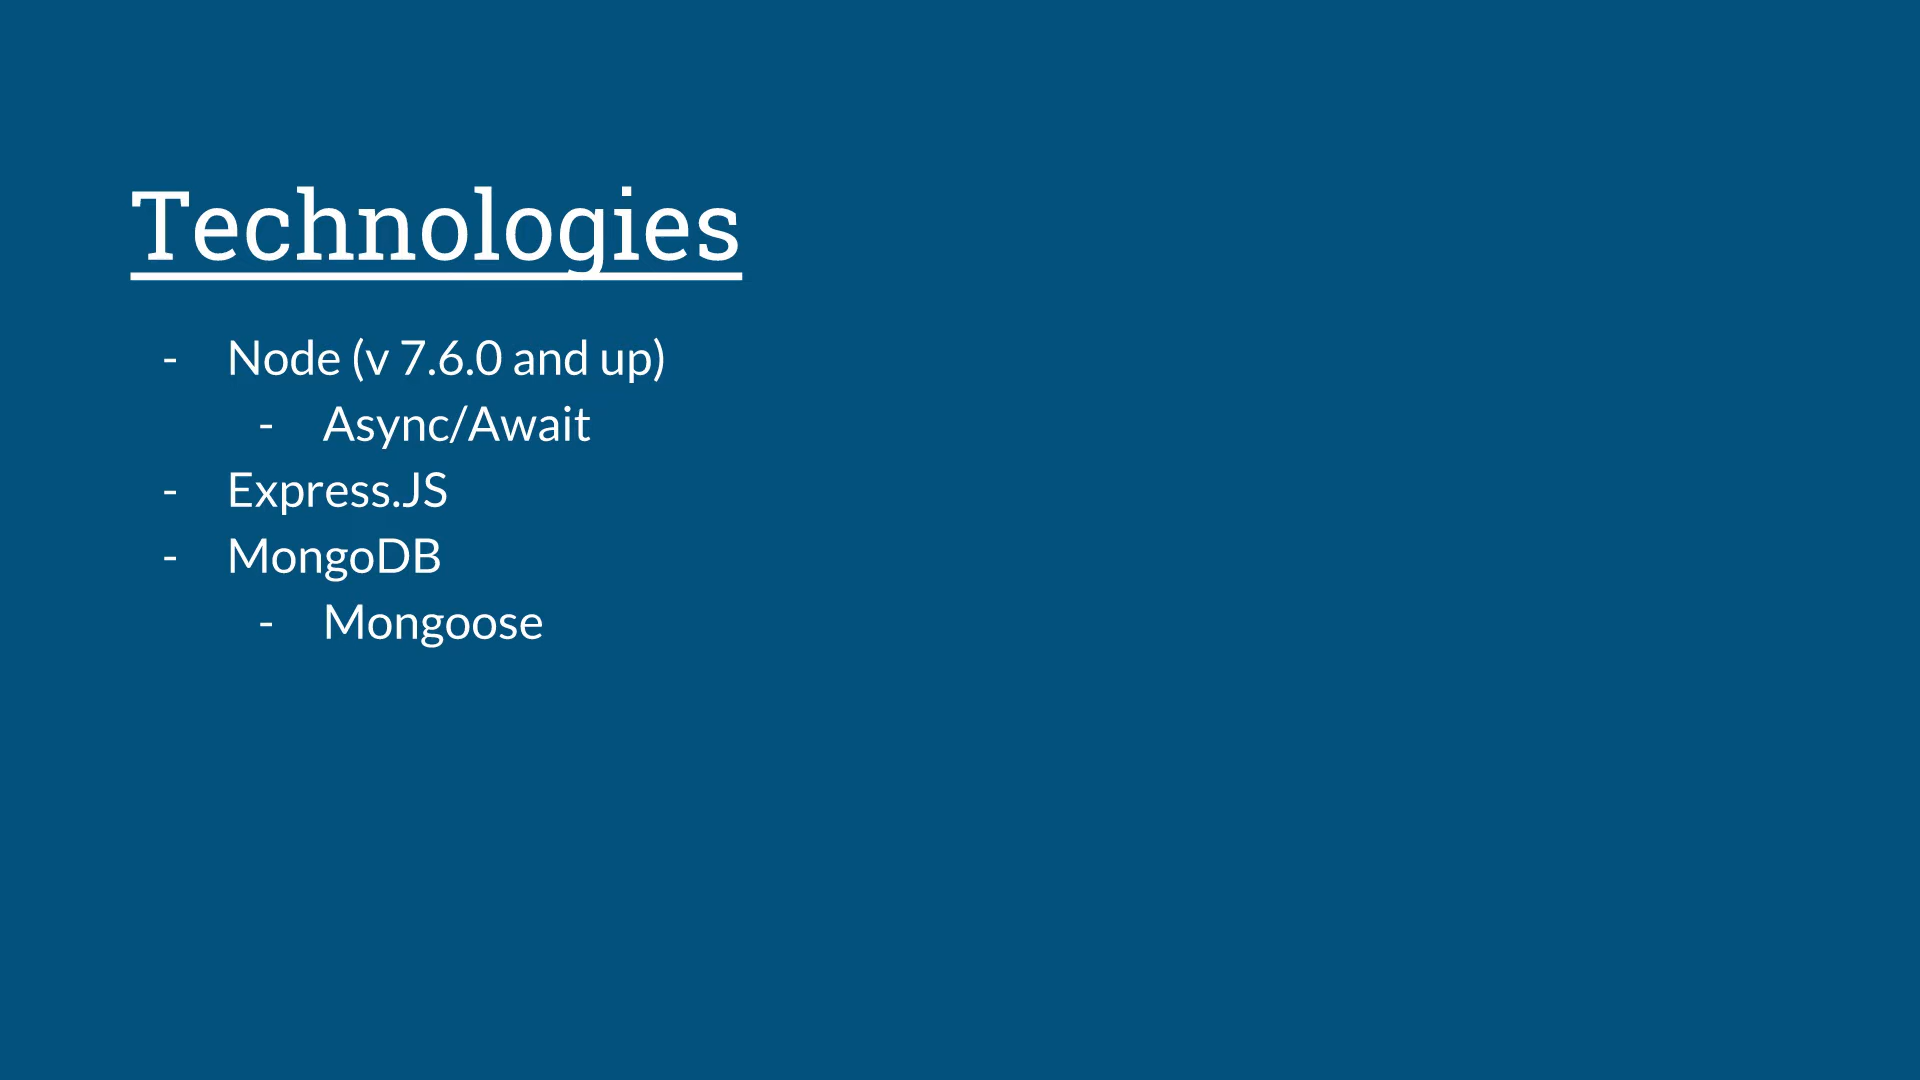 Technologies
- Node (v 7.6.0 and up)
- Async/Await
- Express.JS
- MongoDB
- Mongoose